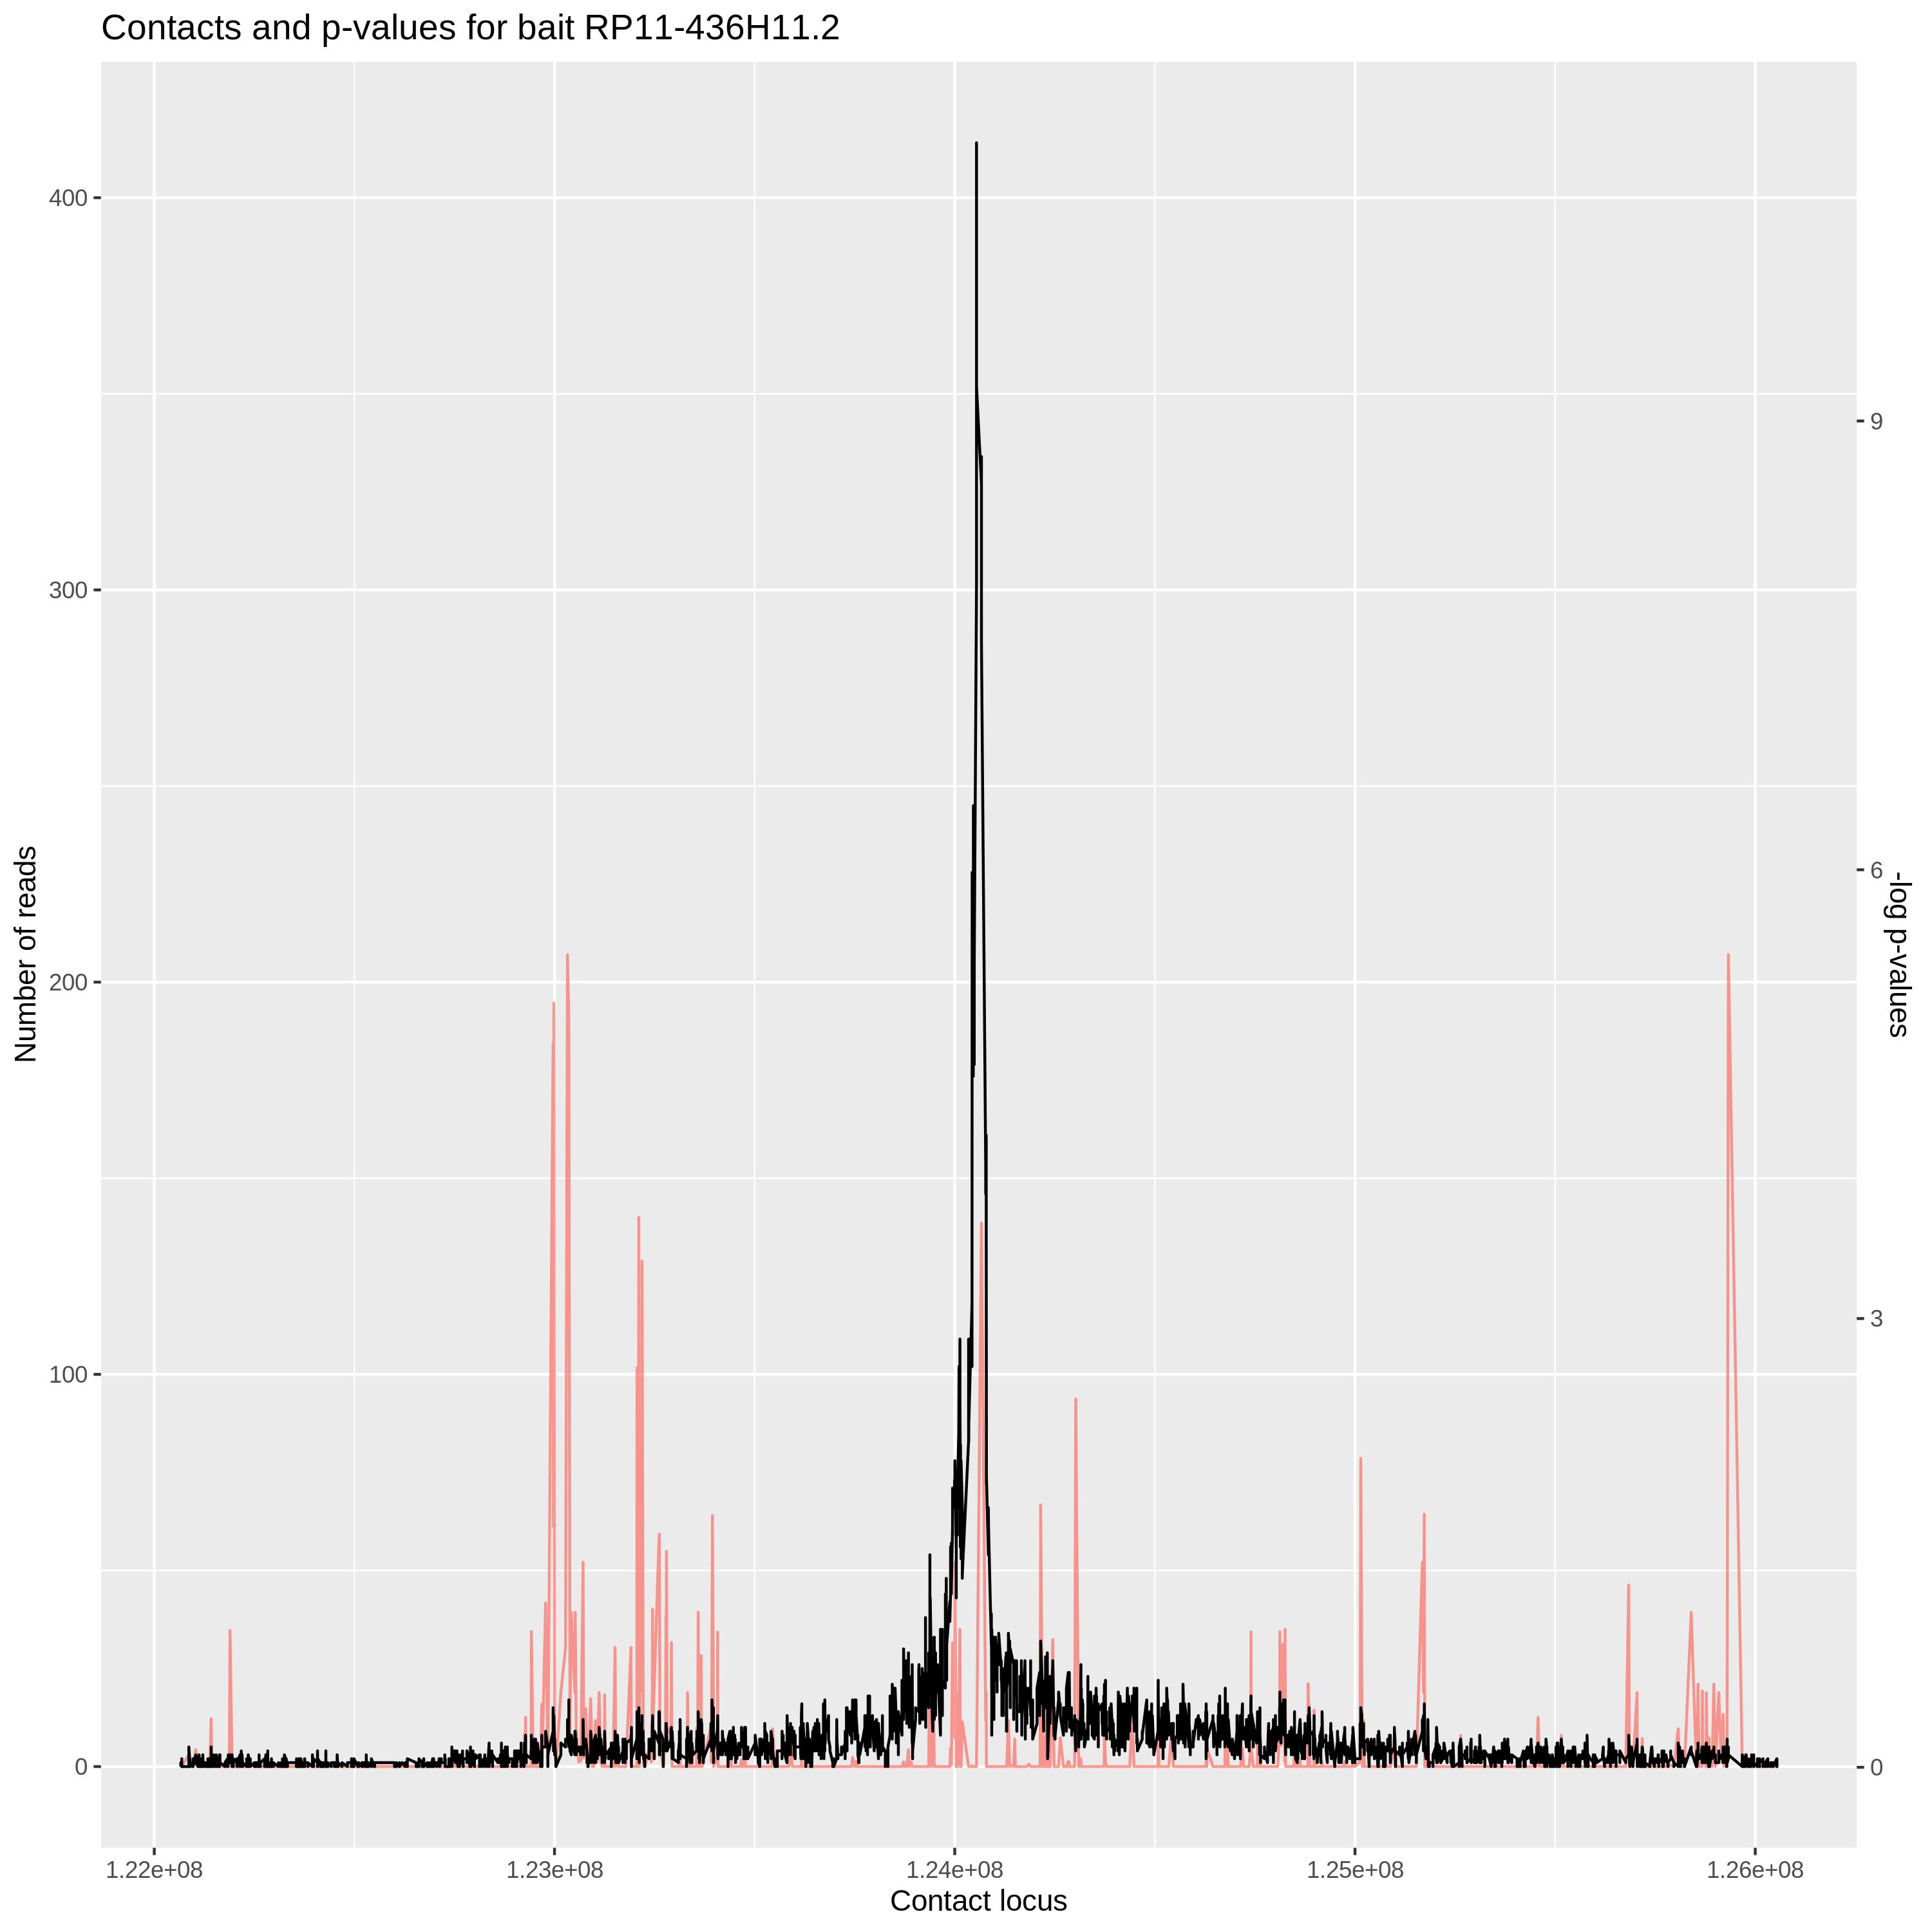 Contacts and p-values for bait RP11-436H11.2
400
300
200
100
0
Number of reads
9
6
3
0
-log p-values
1.22e+08
1.23e+08
1.24e+08
1.25e+08
1.26e+08
Contact locus